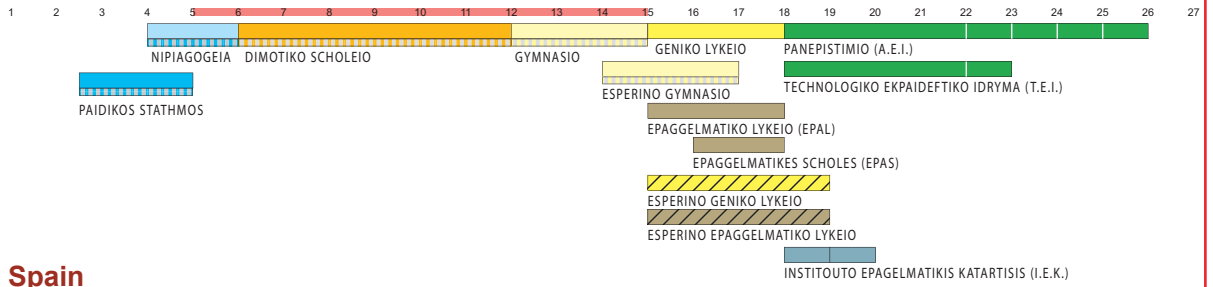 1 2 3 4 5 6 7 8 9 10 11 12 13 14 15 16 17 18 19 20 21 22 23 24 25 26 27
NIPIAGOGEIA DIMOTIKO SCHOLEIO GYMNASIO GENIKO LYKEIO PANEPISTIMIO (A.E.I.)
PAIDIKOS STATHMOS ESPERINO GYMNASIO TECHNOLOGIKO EKPAIDEFTIKO IDRYMA (T.E.I.)
EPAGGELMATIKO LYKEIO (EPAL)
EPAGGELMATIKES SCHOLES (EPAS)
ESPERINO GENIKO LYKEIO
ESPERINO EPAGGELMATIKO LYKEIO
INSTITOUTO EPAGELMATIKIS KATARTISIS (I.E.K.)
Spain